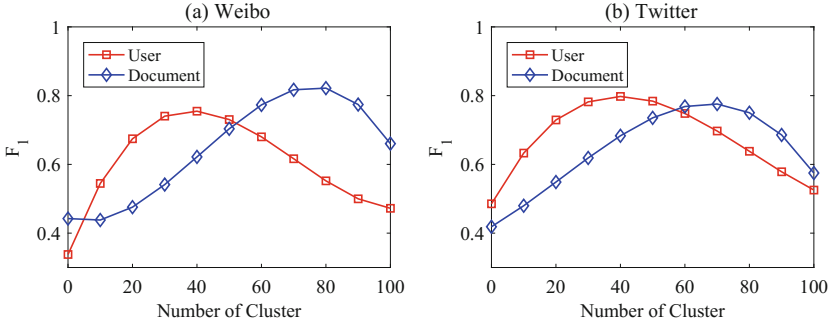 (a) Weibo
1
0.8
0.6
0.4
F1
User
Document
0 20 40 60 80 100
Number of Cluster
(b) Twitter
1
0.8
0.6
0.4
F1
User
Document
0 20 40 60 80 100
Number of Cluster